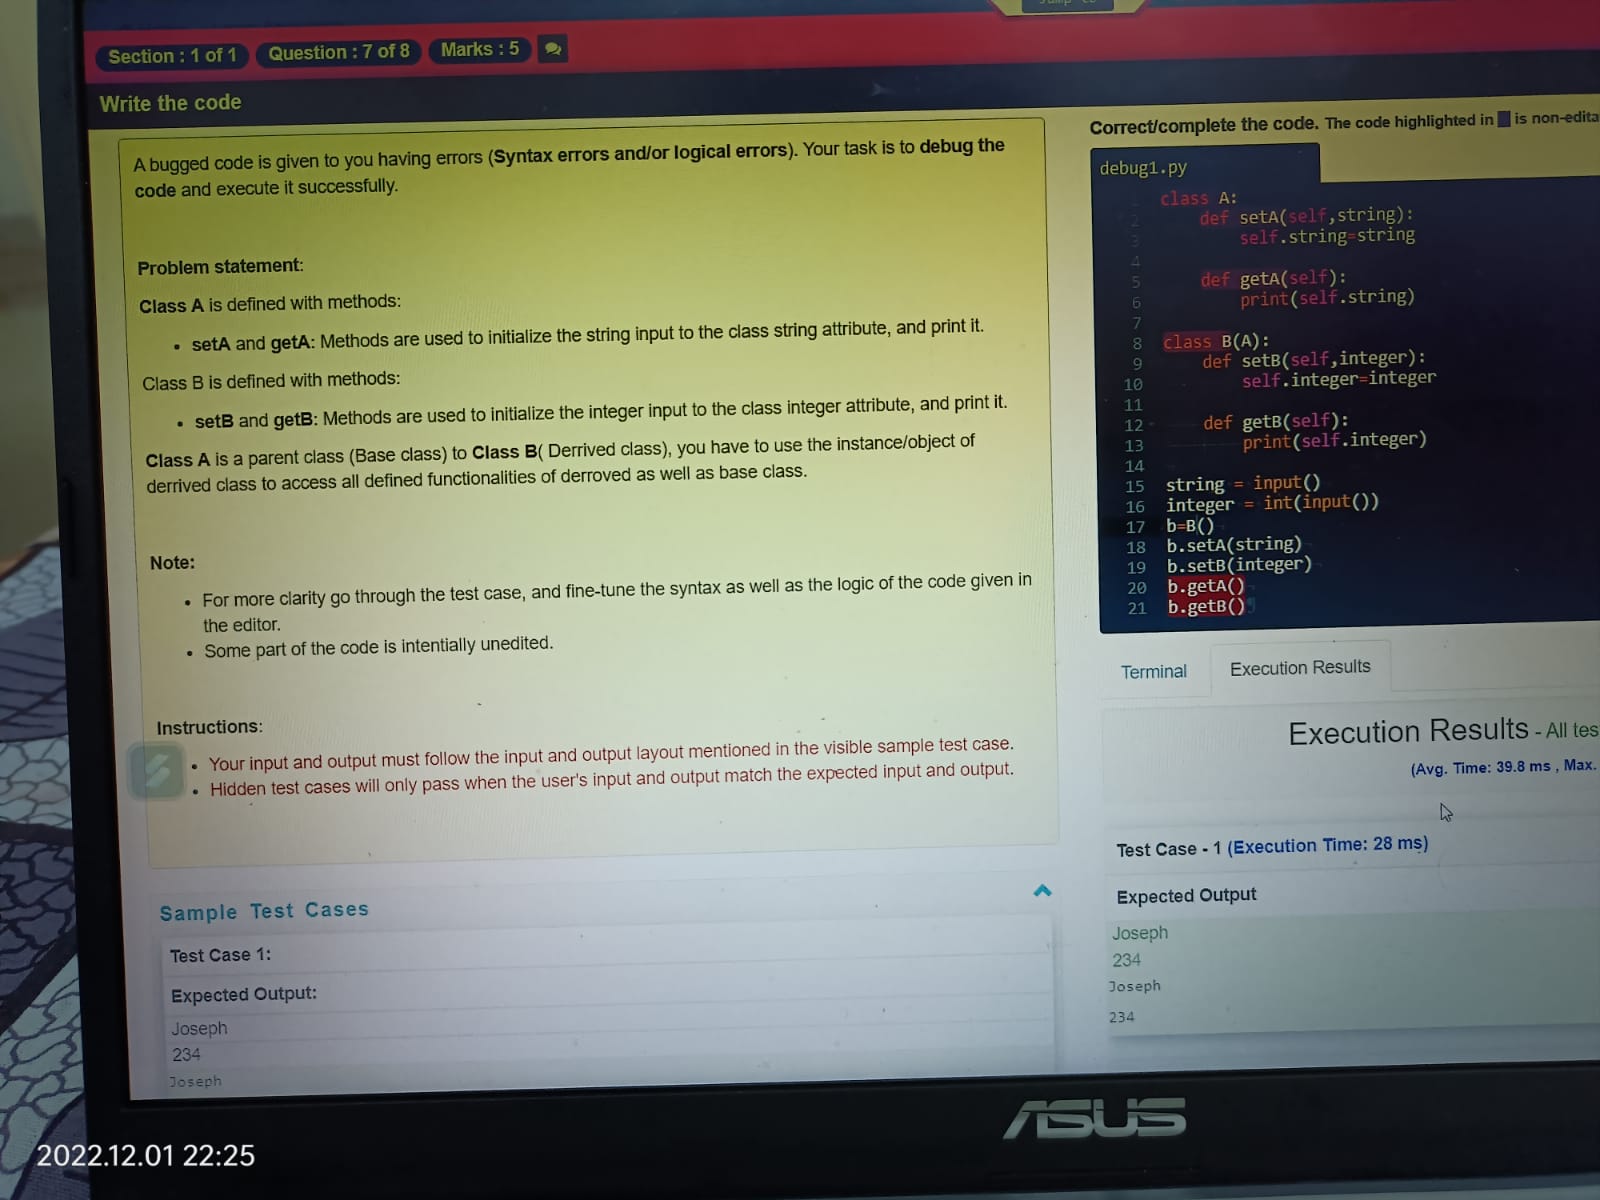 Section : 1 of 1 Question : 7 of 8 Marks : 5
Write the code
A bugged code is given to you having errors (Syntax errors and/or logical errors). Your task is to debug the
code and execute it successfully.
Problem statement:
Class A is defined with methods:
• setA and getA: Methods are used to initialize the string input to the class string attribute, and print it.
Class B is defined with methods:
• setB and getB: Methods are used to initialize the integer input to the class integer attribute, and print it.
Class A is a parent class (Base class) to Class B( Derrived class), you have to use the instance/object of
derrived class to access all defined functionalities of derroved as well as base class.
Note:
• For more clarity go through the test case, and fine-tune the syntax as well as the logic of the code given in
the editor.
• Some part of the code is intentially unedited.
Instructions:
• Your input and output must follow the input and output layout mentioned in the visible sample test case.
• Hidden test cases will only pass when the user's input and output match the expected input and output.
Sample Test Cases
Test Case 1:
Expected Output:
Joseph
234
Joseph
Correct/complete the code. The code highlighted in is non-edita
debug1.py
class A:
2 def setA(self,string):
3 self.string=string
4
5 def getA(self):
6 print(self.string)
7
8 class B(A):
9 def setB(self,integer):
10 self.integer=integer
11
12 def getB(self):
13 print(self.integer)
14
15 string = input()
16 integer = int(input())
17 b=B()
18 b.setA(string)
19 b.setB(integer)
20 b.getA()
21 b.getB()
Terminal Execution Results
Execution Results - All tes
(Avg. Time: 39.8 ms , Max.
Test Case - 1 (Execution Time: 28 ms)
Expected Output
Joseph
234
Joseph
234
ASUS
2022.12.01 22:25